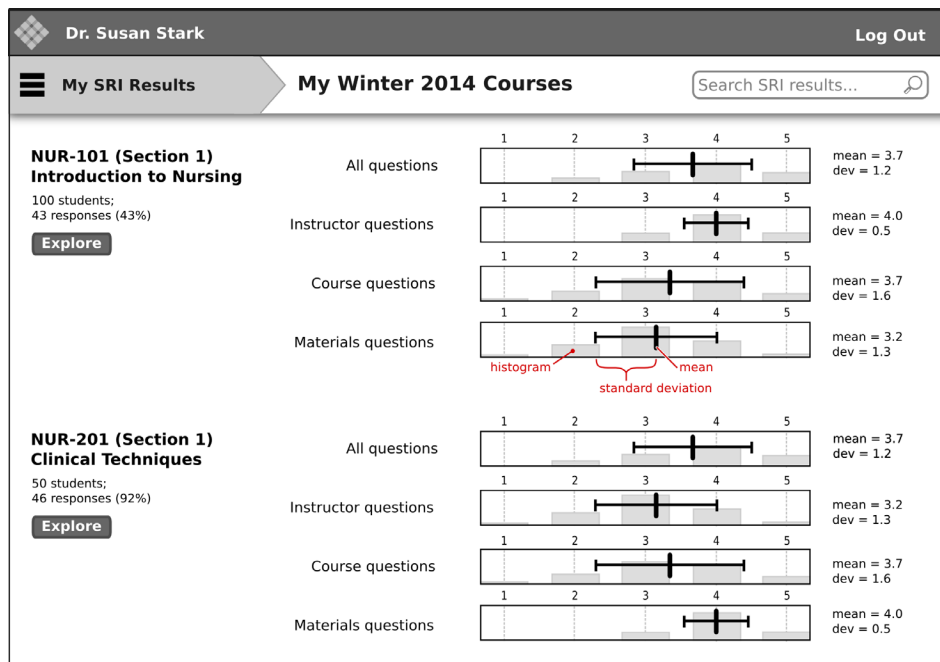 Dr. Susan Stark
Log Out
My SRI Results
My Winter 2014 Courses
Search SRI results...
NUR-101 (Section 1)
Introduction to Nursing
100 students;
43 responses (43%)
Explore
1 2 3 4 5
All questions
mean = 3.7
dev = 1.2
1 2 3 4 5
Instructor questions
mean = 4.0
dev = 0.5
1 2 3 4 5
Course questions
mean = 3.7
dev = 1.6
1 2 3 4 5
Materials questions
mean = 3.2
dev = 1.3
histogram
mean
standard deviation
NUR-201 (Section 1)
Clinical Techniques
50 students;
46 responses (92%)
Explore
1 2 3 4 5
All questions
mean = 3.7
dev = 1.2
1 2 3 4 5
Instructor questions
mean = 3.2
dev = 1.3
1 2 3 4 5
Course questions
mean = 3.7
dev = 1.6
1 2 3 4 5
Materials questions
mean = 4.0
dev = 0.5